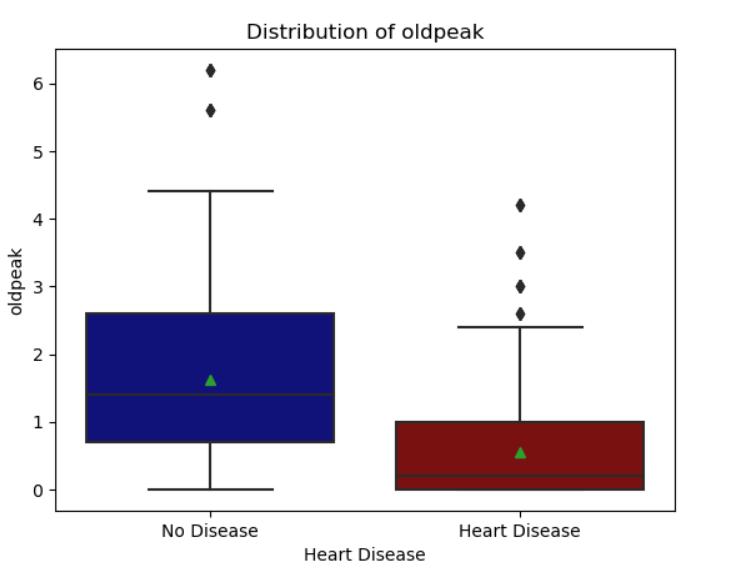 Distribution of oldpeak
6
5
4
3
2
1
0
oldpeak
No Disease
Heart Disease
Heart Disease